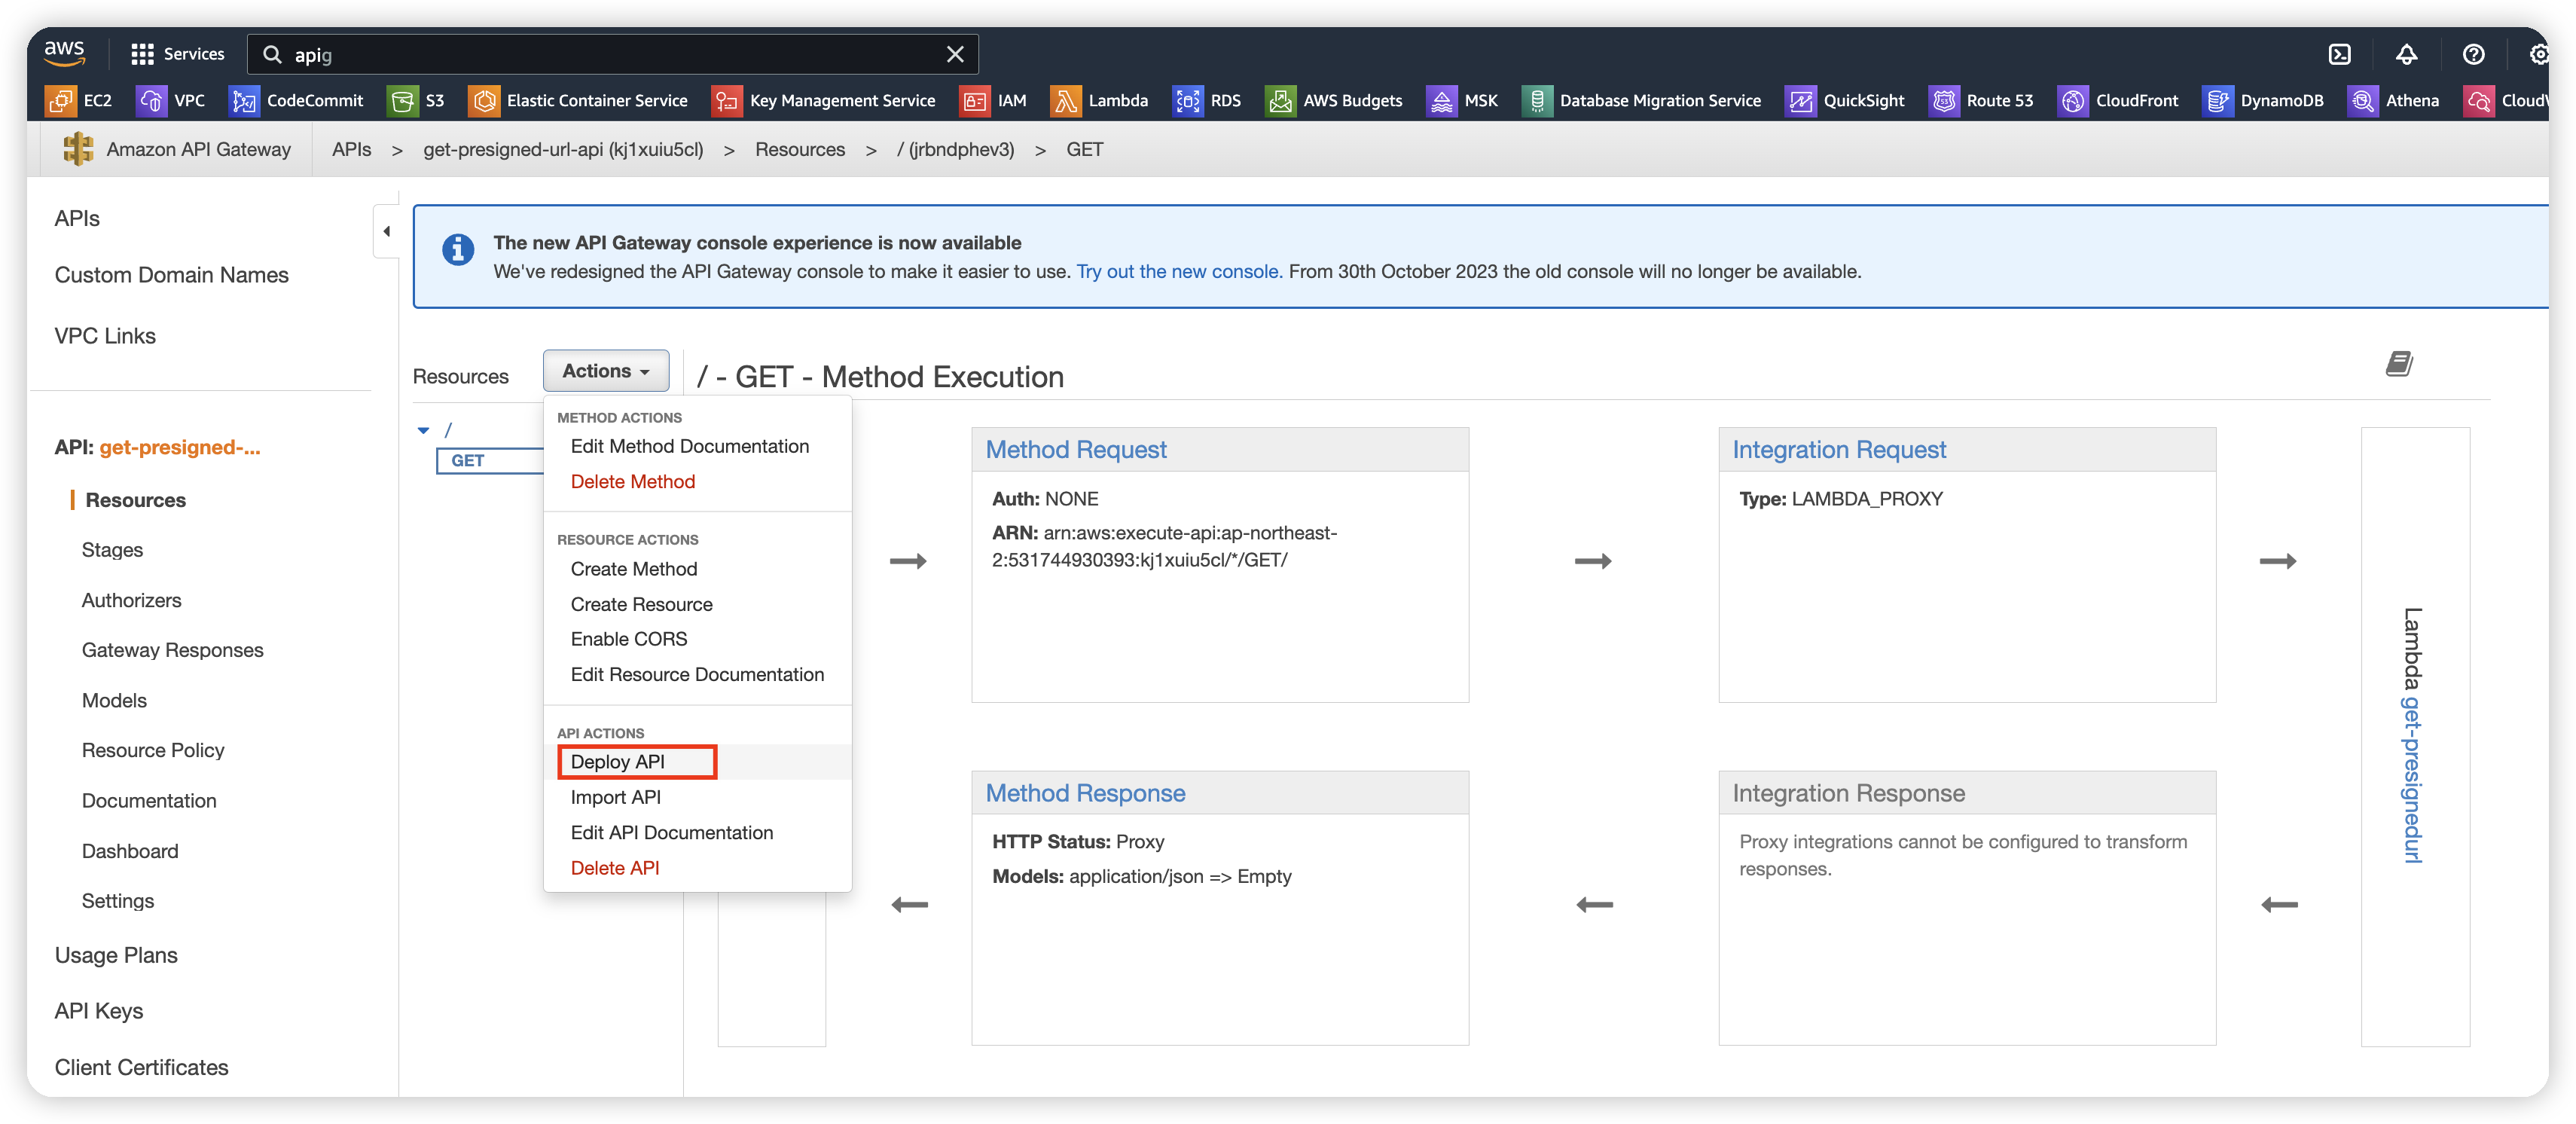 aws
Services
apig
EC2
VPC
CodeCommit
S3
Elastic Container Service
Key Management Service
IAM
Lambda
RDS
AWS Budgets
MSK
Database Migration Service
QuickSight
Route 53
CloudFront
DynamoDB
Athena
Amazon API Gateway
APIs > get-presigned-url-api (kj1xuiu5cl) > Resources > / (jrbndphev3) > GET
APIs
Custom Domain Names
VPC Links
API: get-presigned-...
Resources
Stages
Authorizers
Gateway Responses
Models
Resource Policy
Documentation
Dashboard
Settings
Usage Plans
API Keys
Client Certificates
The new API Gateway console experience is now available
We've redesigned the API Gateway console to make it easier to use. Try out the new console. From 30th October 2023 the old console will no longer be available.
Resources
Actions
/ - GET - Method Execution
/
GET
METHOD ACTIONS
Edit Method Documentation
Delete Method
RESOURCE ACTIONS
Create Method
Create Resource
Enable CORS
Edit Resource Documentation
API ACTIONS
Deploy API
Import API
Edit API Documentation
Delete API
Method Request
Auth: NONE
ARN: arn:aws:execute-api:ap-northeast-
2:531744930393:kj1xuiu5cl/*/GET/
Integration Request
Type: LAMBDA_PROXY
Lambda get-presignedurl
Method Response
HTTP Status: Proxy
Models: application/json => Empty
Integration Response
Proxy integrations cannot be configured to transform
responses.